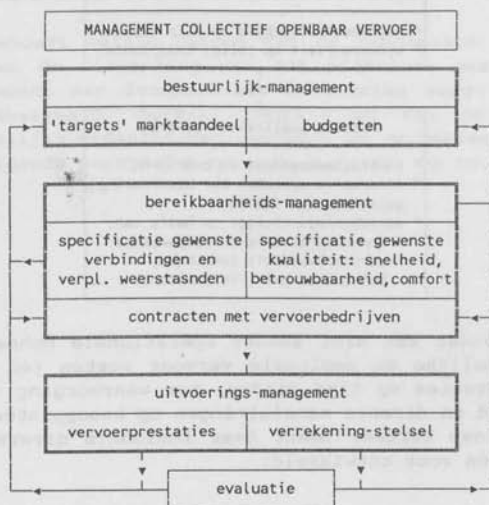 MANAGEMENT COLLECTIEF OPENBAAR VERVOER
bestuurlijk-management
'targets' marktaandeel
budgetten
bereikbaarheids-management
specificatie gewenste
verbindingen en
verpl. weerstasnden
specificatie gewenste
kwaliteit: snelheid,
betrouwbaarheid,comfort
contracten met vervoerbedrijven
uitvoerings-management
vervoerprestaties
verrekening-stelsel
evaluatie